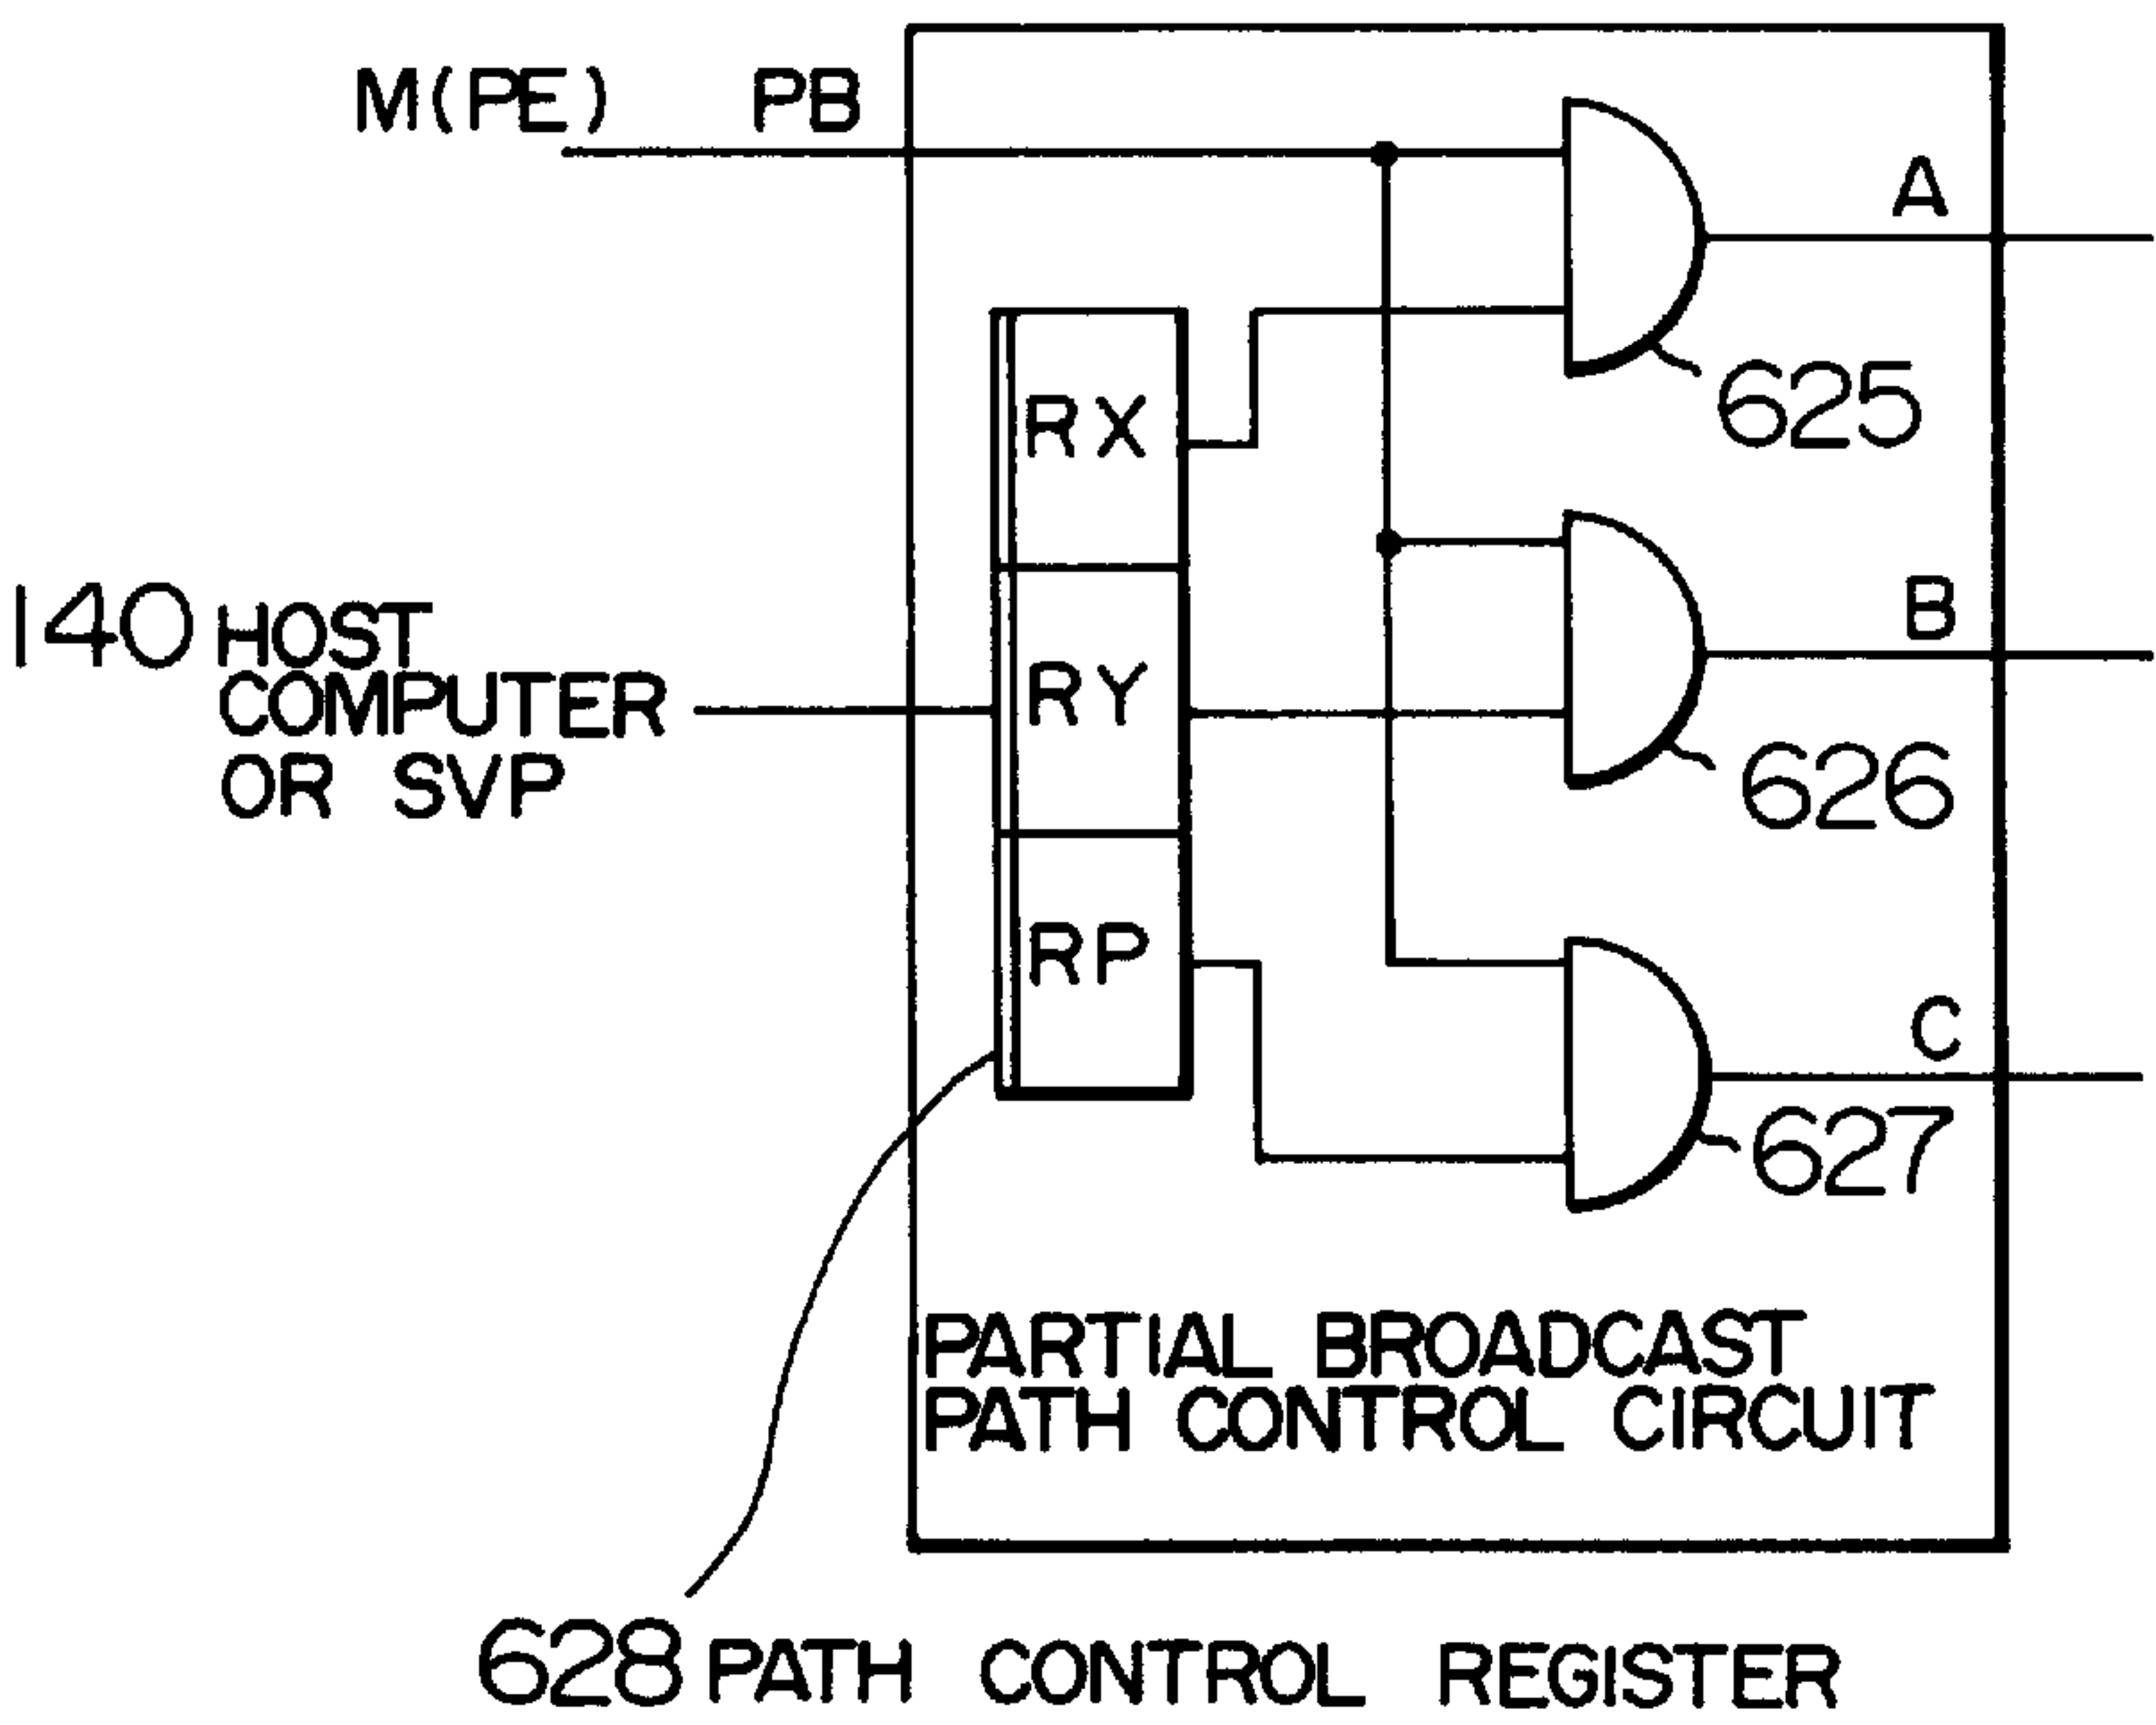 M(PE) PB
A
625
RX
140 HOST
COMPUTER
OR SVP
RY
B
626
RP
C
627
PARTIAL BROADCAST
PATH CONTROL CIRCUIT
628 PATH CONTROL REGISTER